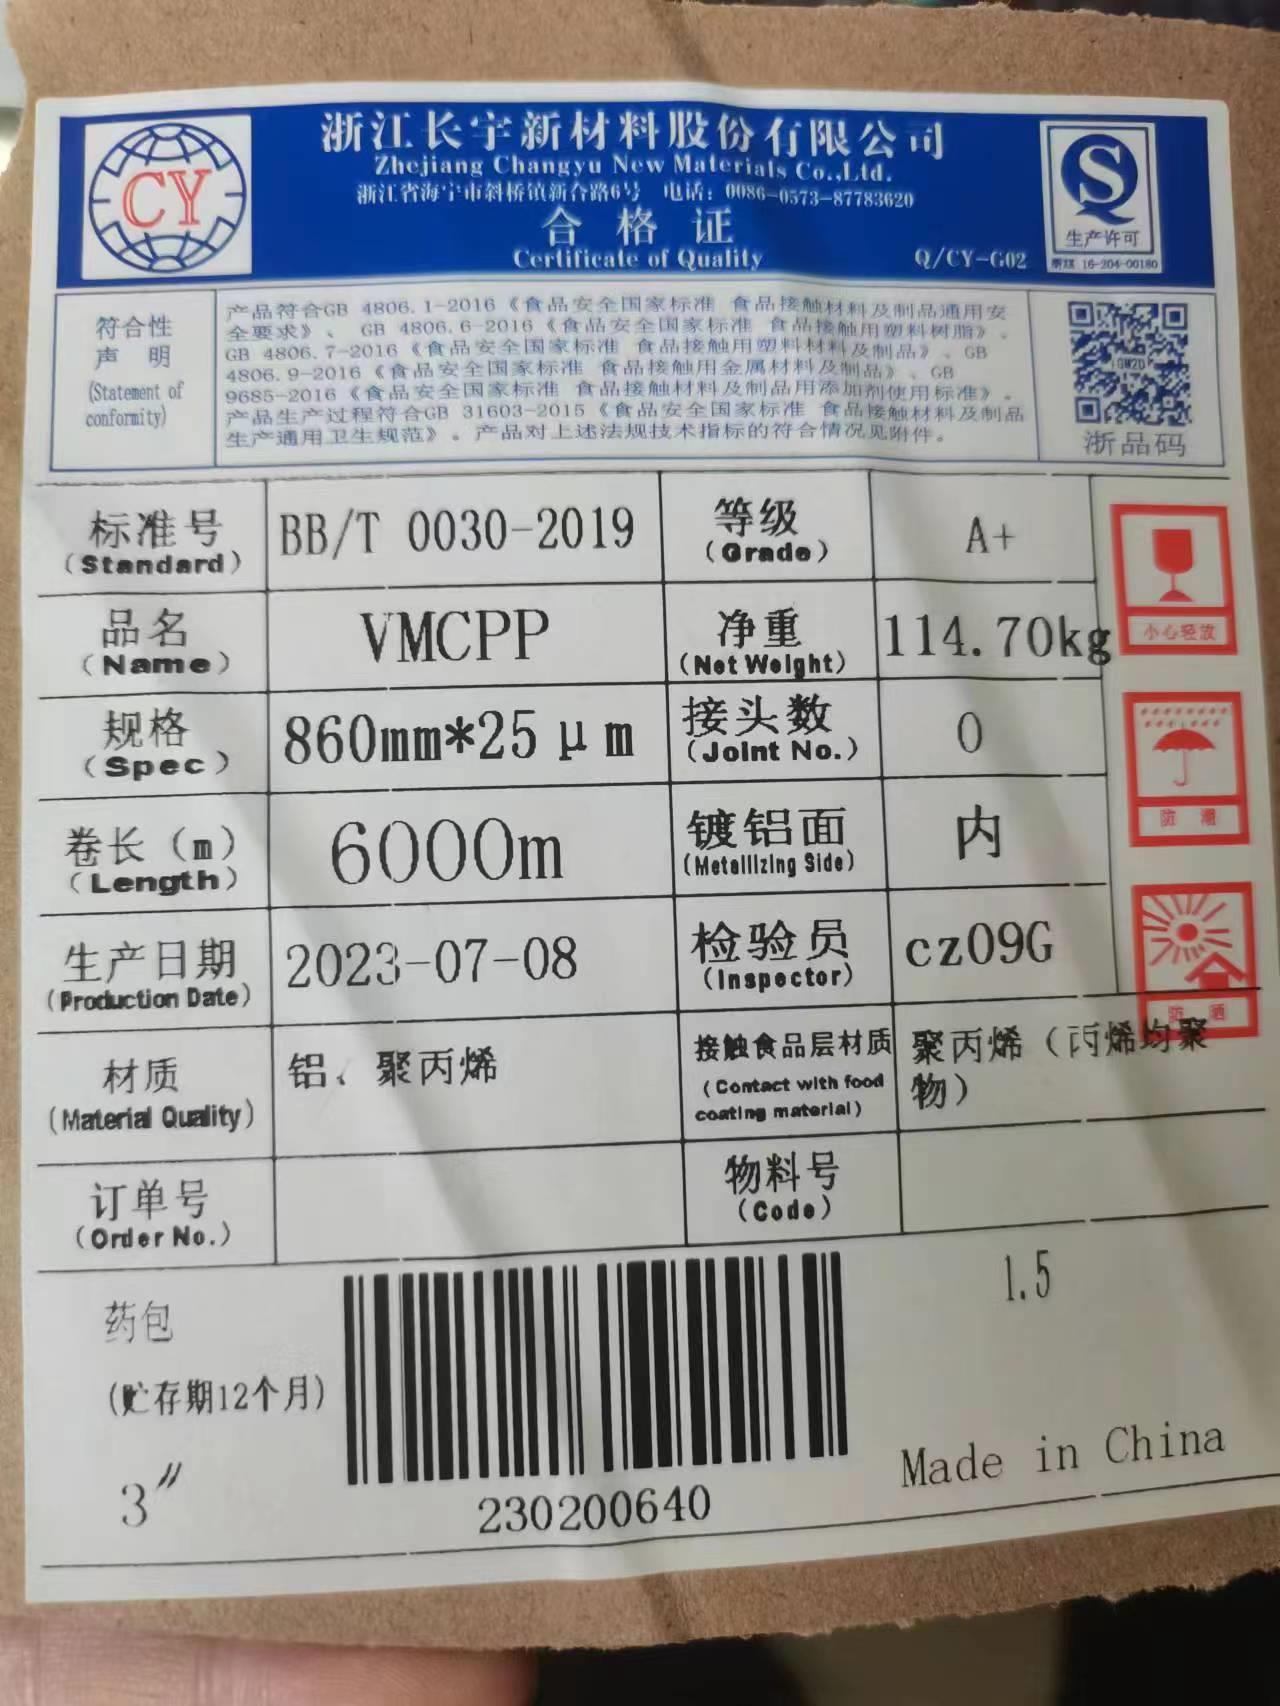 浙江长宇新材料股份有限公司
Zhejiang Changyu New Materials Co.,Ltd.
浙江省海宁市斜桥镇新合路6号 电话：0086-0573-87783620
合格证
Certificate of Quality
Q/CY-G02
CY
QS
生产许可
浙XK 16-204-00180
符合性
声 明
(Statement of
conformity)
产品符合GB 4806.1-2016《食品安全国家标准 食品接触材料及制品通用安
全要求》、 GB 4806.6-2016《食品安全国家标准 食品接触用塑料树脂》、
GB 4806.7-2016《食品安全国家标准 食品接触用塑料材料及制品》、GB
4806.9-2016《食品安全国家标准 食品接触用金属材料及制品》、GB
9685-2016《食品安全国家标准 食品接触材料及制品用添加剂使用标准》。
产品生产过程符合GB 31603-2015《食品安全国家标准 食品接触材料及制品
生产通用卫生规范》。产品对上述法规技术指标的符合情况见附件。
浙品码
标准号
(Standard)
BB/T 0030-2019
等级
(Grade)
A+
小心轻放
品名
(Name)
VMCPP
净重
(Net Weight)
114.70kg
规格
(Spec)
860mm*25μm
接头数
(Joint No.)
0
防 潮
卷长（m）
(Length)
6000m
镀铝面
(Metallizing Side)
内
生产日期
(Production Date)
2023-07-08
检验员
(Inspector)
cz09G
防 晒
材质
(Material Quality)
铝、聚丙烯
接触食品层材质
(Contact with food
coating material)
聚丙烯（丙烯均聚
物）
订单号
(Order No.)
物料号
(Code)
药包
(贮存期12个月)
3″
230200640
1.5
Made in China